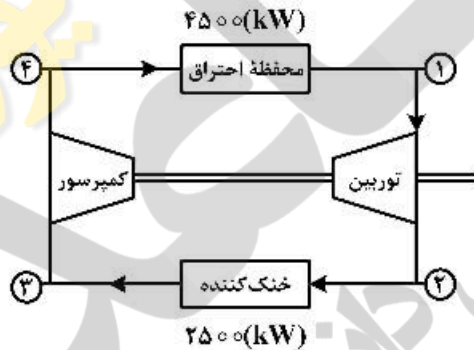 ۴۵۰۰(kW)
۴ محفظهٔ احتراق ۱
کمپرسور توربین
۳ خنک‌کننده ۲
۲۵۰۰(kW)